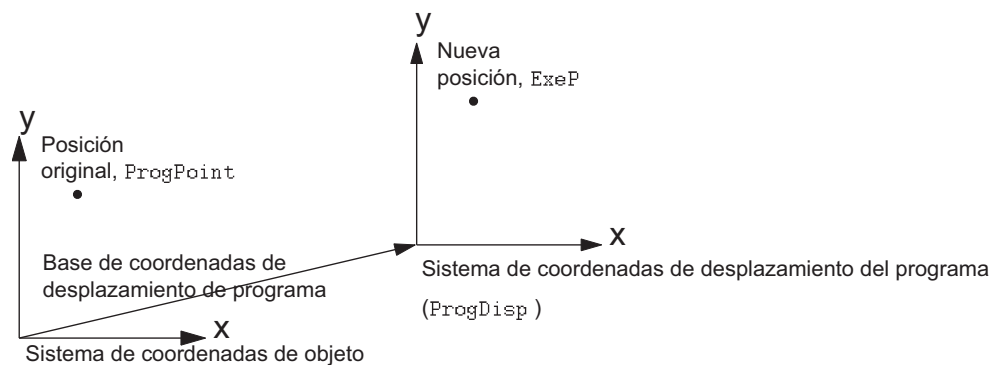 y
Nueva
posición, ExeP
y
Posición
original, ProgPoint
x
Base de coordenadas de
desplazamiento de programa
Sistema de coordenadas de desplazamiento del programa
(ProgDisp )
x
Sistema de coordenadas de objeto